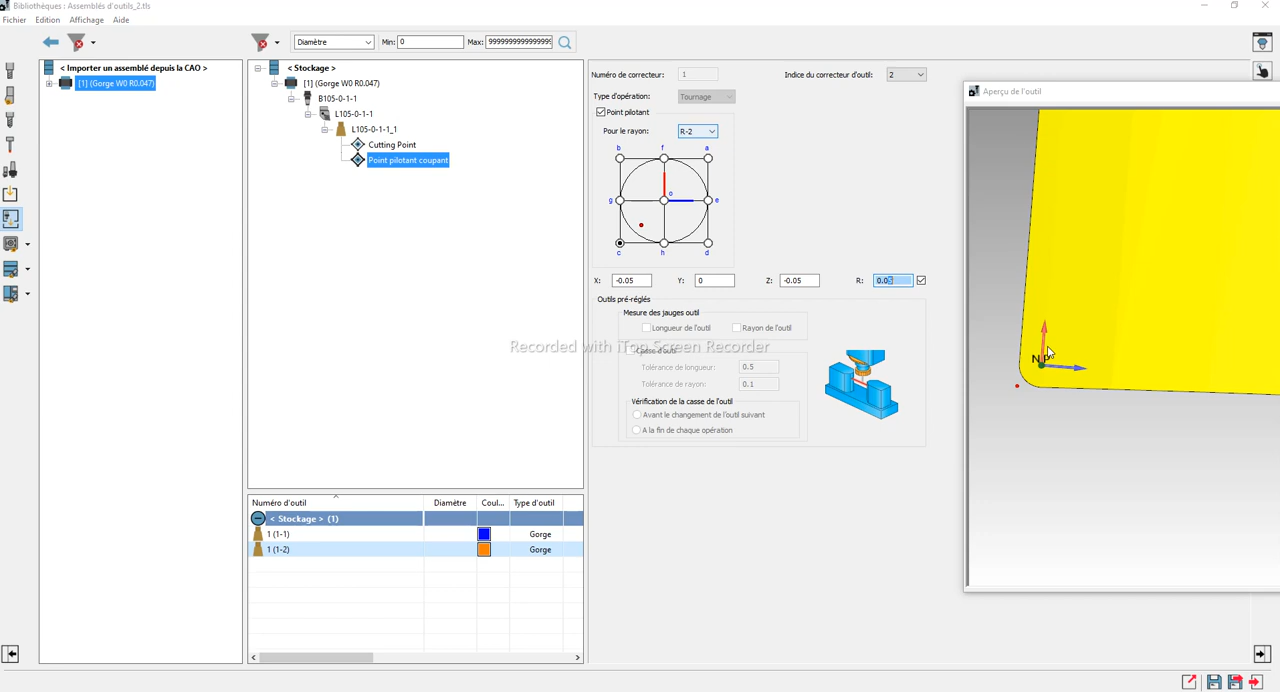 Bibliothèques : Assemblés d'outils_2.tls
Fichier Edition Affichage Aide
Diamètre Min: 0 Max: 9999999999999999
< Importer un assemblé depuis la CAO >
[1] (Gorge W0 R0.047)
< Stockage >
[1] (Gorge W0 R0.047)
B105-0-1-1
L105-0-1-1
L105-0-1-1_1
Cutting Point
Point pilotant coupant
Numéro de correcteur: 1 Indice du correcteur d'outil: 2
Type d'opération: Tournage
Point pilotant
Pour le rayon: R-2
b f a
g o e
c h d
X: -0.05 Y: 0 Z: -0.05 R:
Outils pré-réglés
Mesure des jauges outil
Longueur de l'outil Rayon de l'outil
Recorded with iTop Screen Recorder
Tolérance de longueur: 0.5
Tolérance de rayon: 0.1
Vérification de la casse de l'outil
Avant le changement de l'outil suivant
A la fin de chaque opération
Aperçu de l'outil
Numéro d'outil Diamètre Coul... Type d'outil
< Stockage > (1)
1 (1-1) Gorge
1 (1-2) Gorge